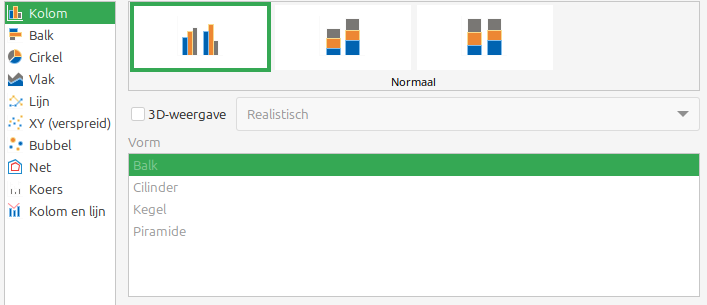 Kolom
Balk
Cirkel
Vlak
Lijn
XY (verspreid)
Bubbel
Net
Koers
Kolom en lijn
Normaal
3D-weergave
Realistisch
Vorm
Balk
Cilinder
Kegel
Piramide